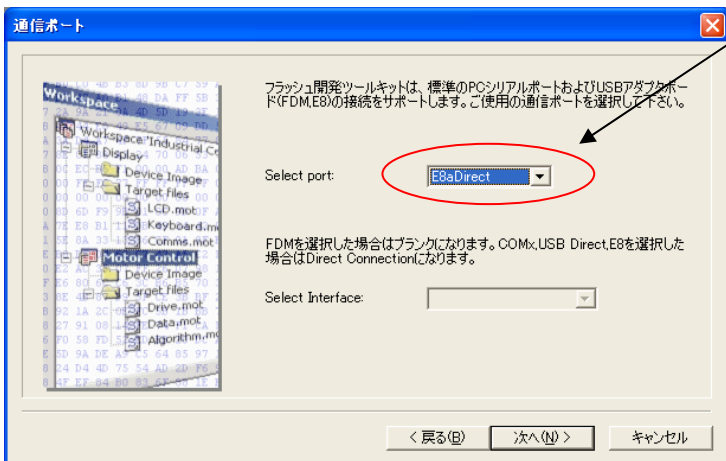 通信ポート
フラッシュ開発ツールキットは、標準のPCシリアルポートおよびUSBアダプタボー
ド(FDM,E8)の接続をサポートします。ご使用の通信ポートを選択して下さい。
Select port:
E8aDirect
FDMを選択した場合はブランクになります。COMx,USB Direct,E8を選択した
場合はDirect Connectionになります。
Select Interface:
Workspace
Workspace 'Industrial Co
Display
Device Image
Target files
LCD.mot
Keyboard.m
Comms.mot
Motor Control
Device Image
Target files
Drive.mot
Data.mot
Algorithm.mo
< 戻る(B)
次へ(N) >
キャンセル